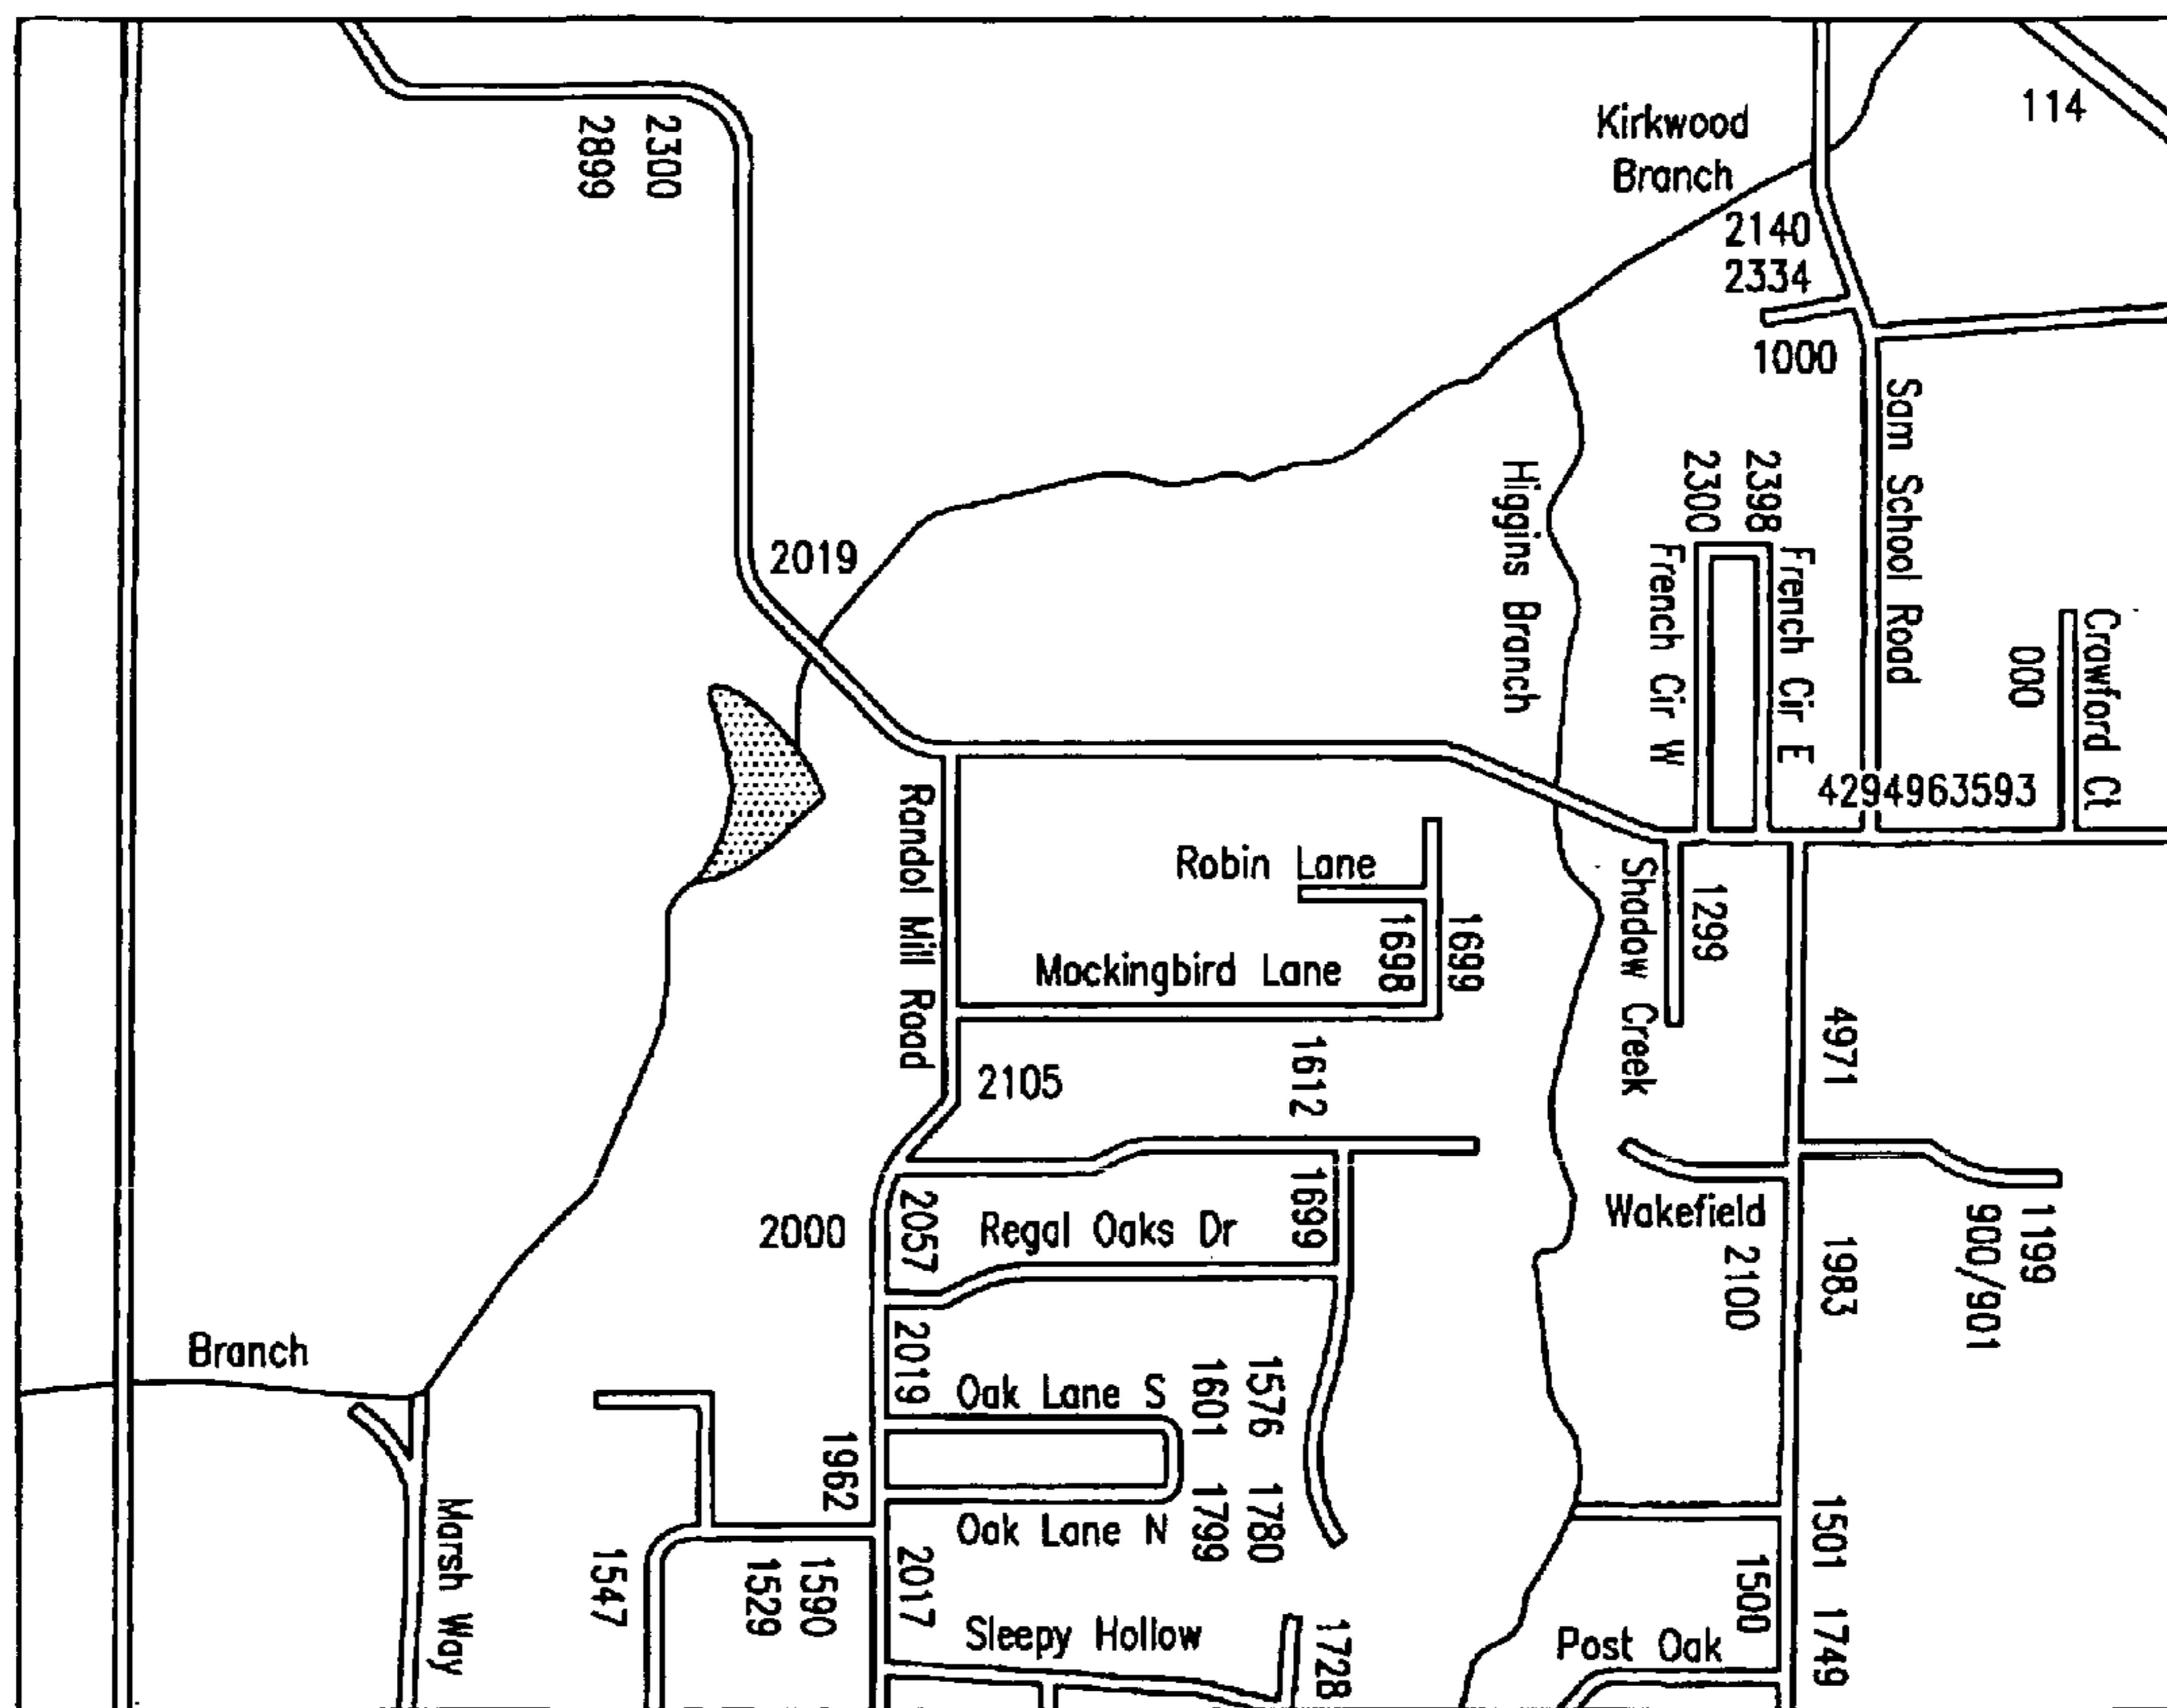 114
Kirkwood
Branch
2300
2899
2140
2334
1000
Sam School Road
2398
2300
Higgins Branch
French Cir W
French Cir E
2019
Crawford Ct
000
4294963593
Randol Mill Road
Robin Lane
Shadow Creek
1299
1699
1698
Mockingbird Lane
4971
2105
1612
2057
2000
Regal Oaks Dr
1699
Wakefield
2100
1983
1199
900/901
Branch
2019
Oak Lane S
1576 1780
1601 1799
1962
Oak Lane N
Marsh Way
1547
1590
1529
2017
Sleepy Hollow
1728
Post Oak
1500
1501 1749